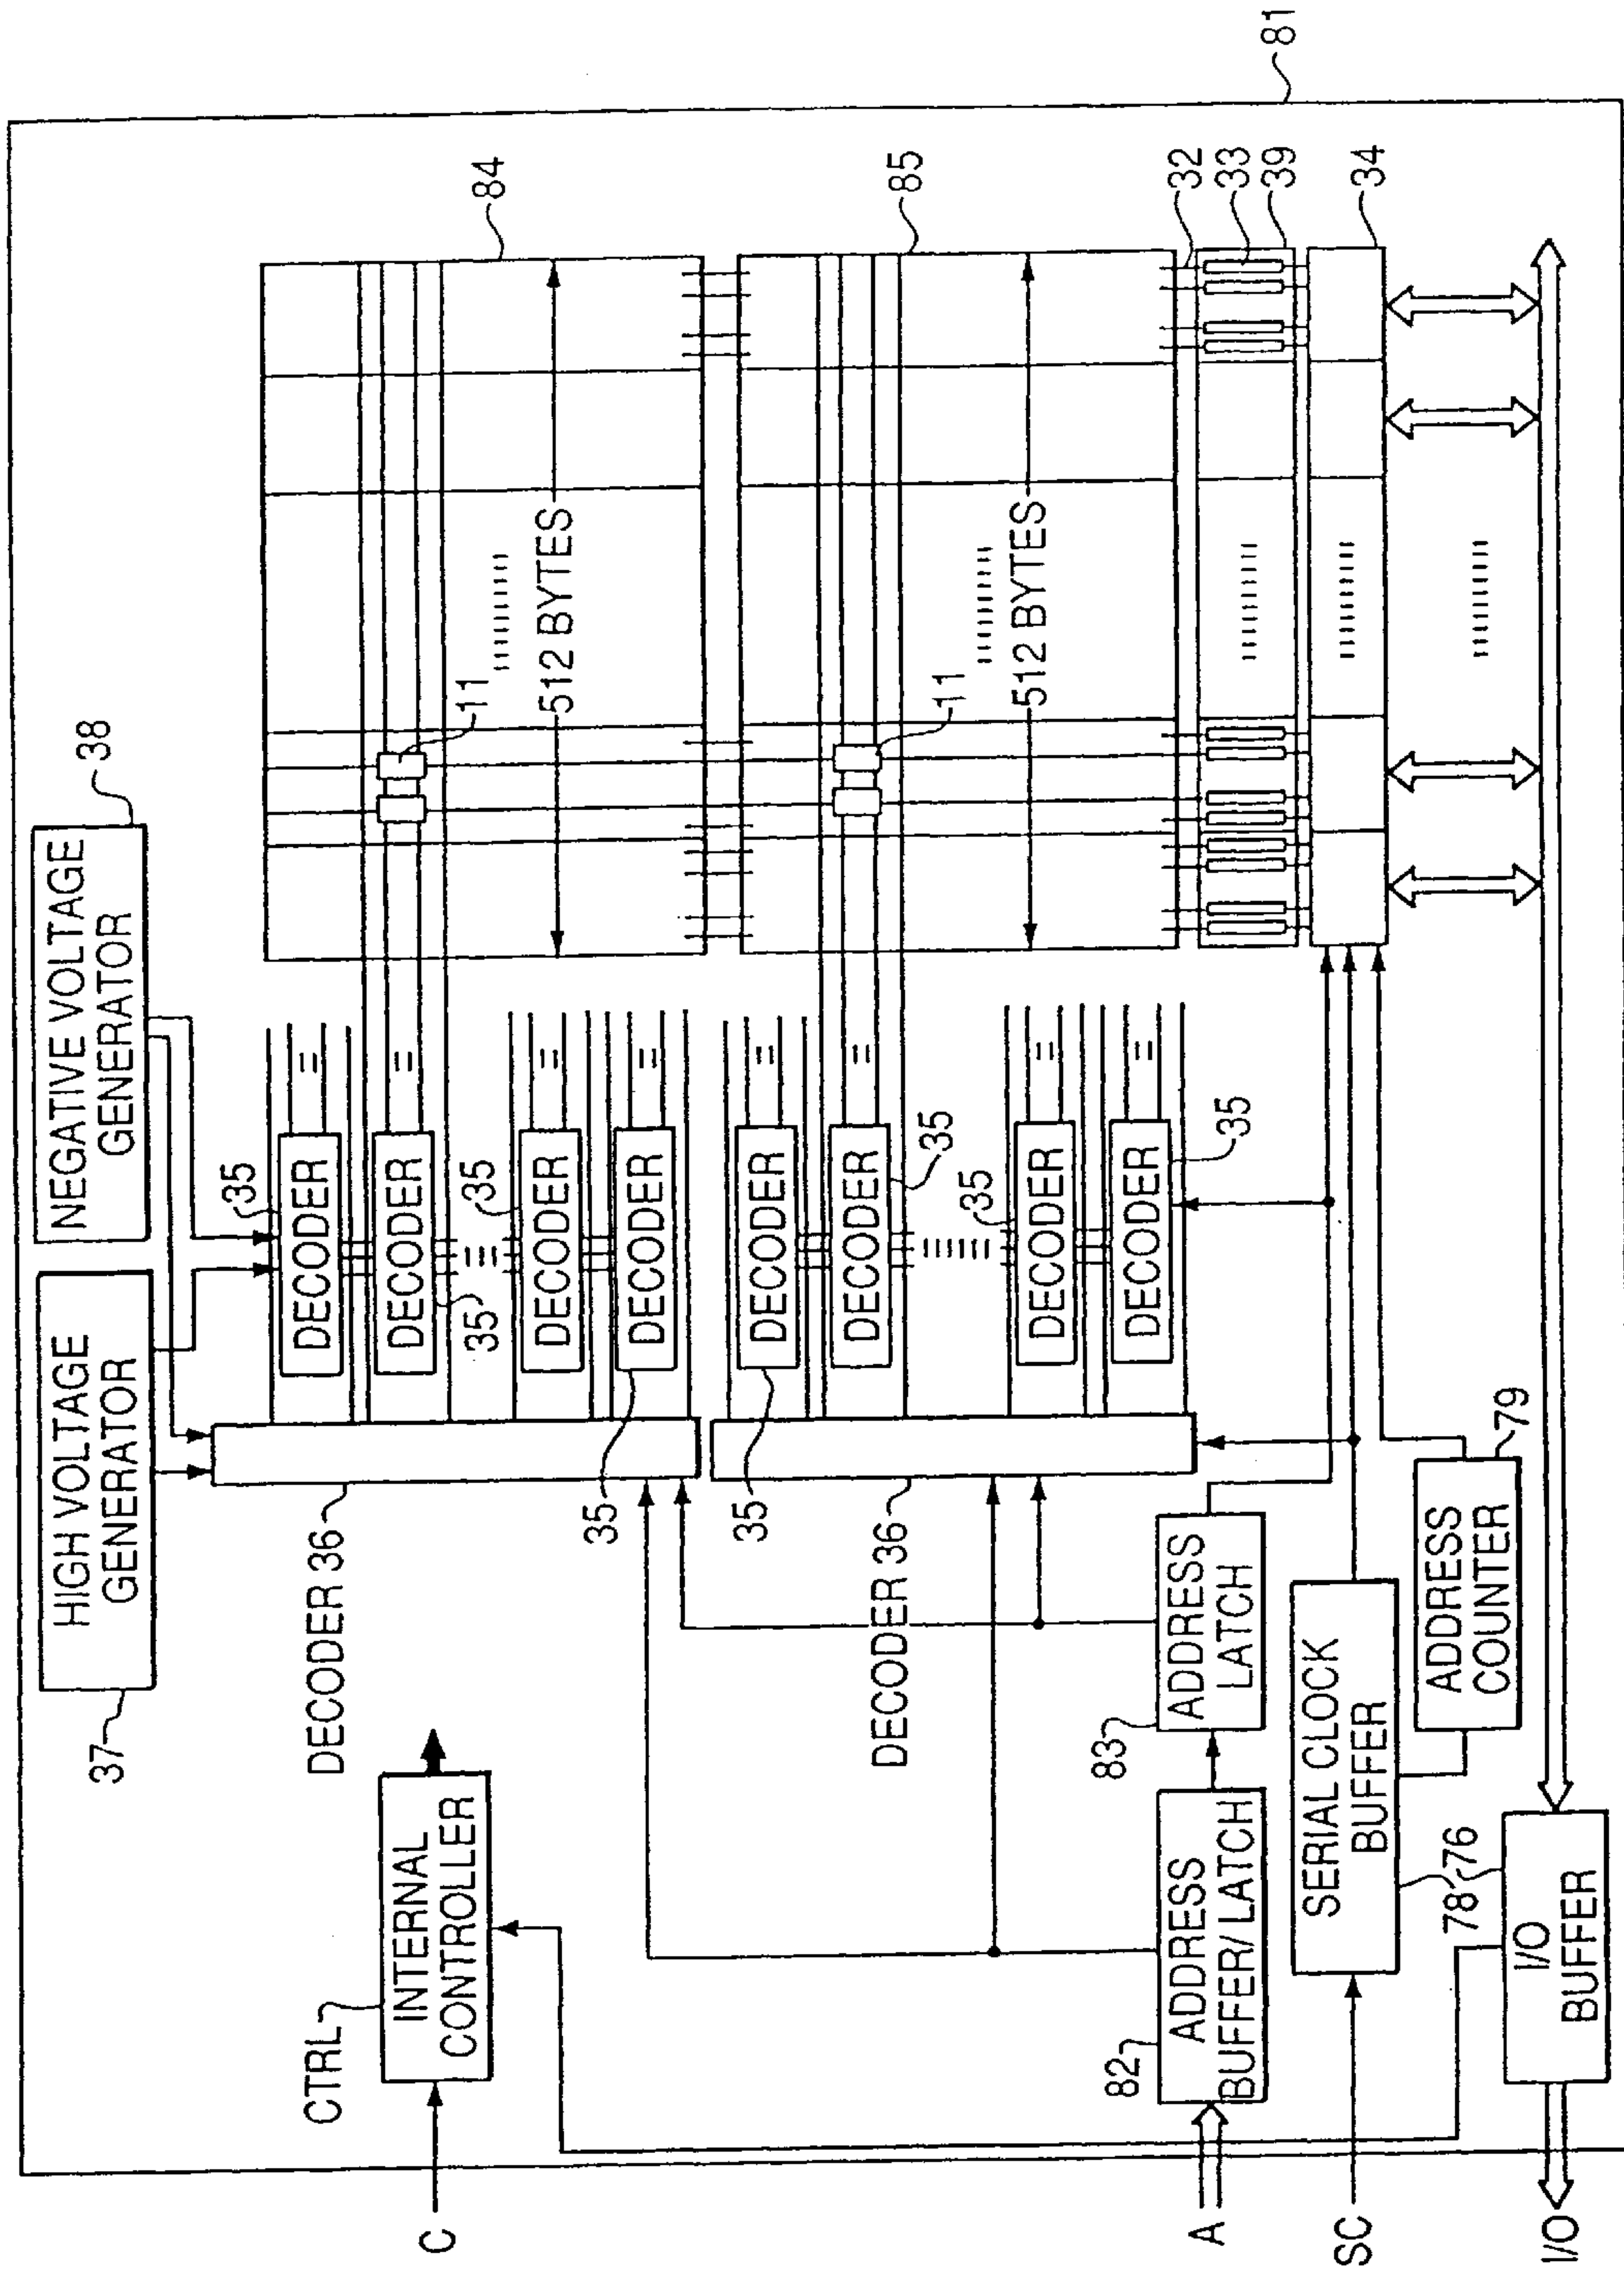 81
HIGH VOLTAGE
GENERATOR
37
NEGATIVE VOLTAGE
GENERATOR
38
CTRL
INTERNAL
CONTROLLER
C
DECODER 36
35
DECODER
DECODER
35
35
DECODER
DECODER
35
11
512 BYTES
84
DECODER 36
35
DECODER
DECODER
35
35
DECODER
DECODER
35
11
512 BYTES
85
32
33
39
34
A
82
ADDRESS
BUFFER/LATCH
83
ADDRESS
LATCH
SC
SERIAL CLOCK
BUFFER
78
ADDRESS
COUNTER
79
I/O
I/O
BUFFER
76